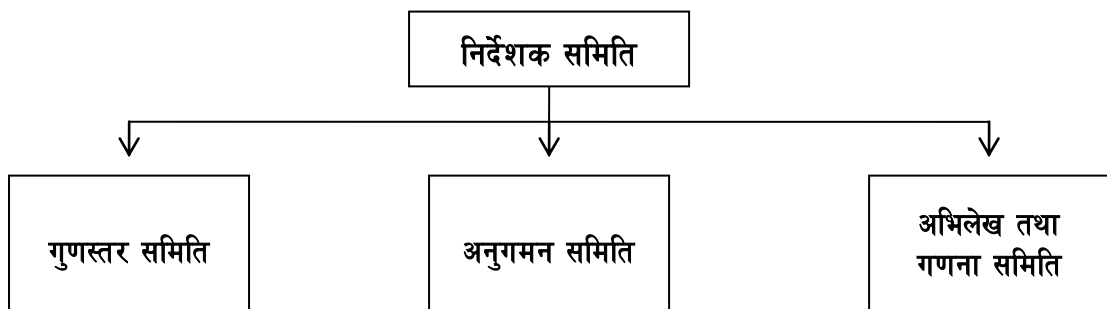 निर्देशक समिति
गुणस्तर समिति
अनुगमन समिति
अभिलेख तथा
गणना समिति